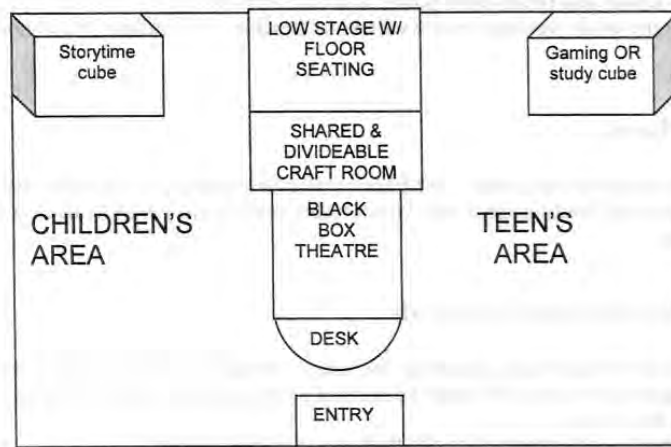 Storytime
cube
LOW STAGE W/
FLOOR
SEATING
Gaming OR
study cube
SHARED &
DIVIDEABLE
CRAFT ROOM
CHILDREN'S
AREA
BLACK
BOX
THEATRE
TEEN'S
AREA
DESK
ENTRY